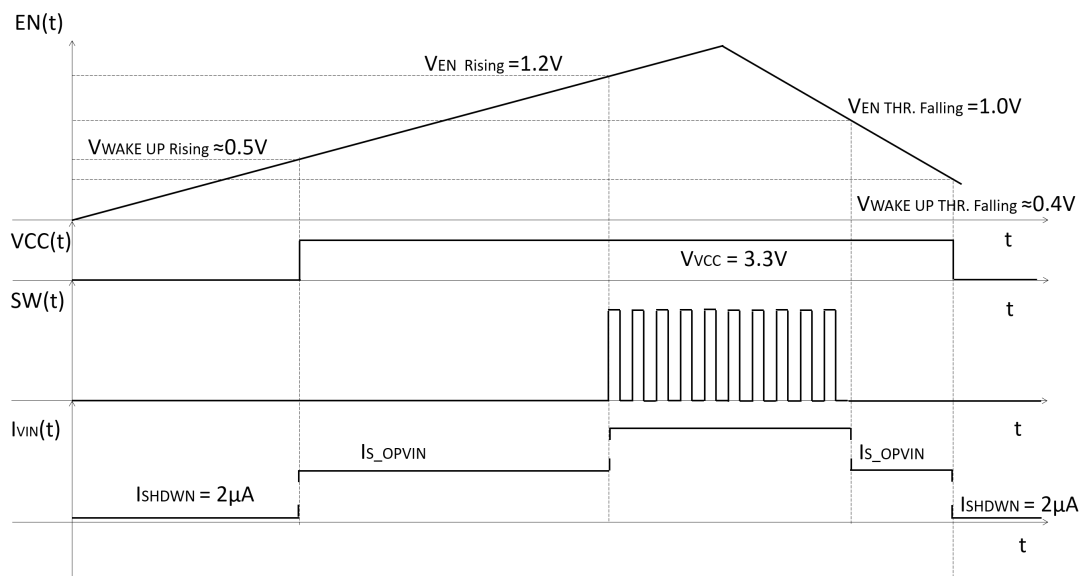 EN(t)
VEN Rising =1.2V
VEN THR. Falling =1.0V
VWAKE UP Rising ≈0.5V
VWAKE UP THR. Falling ≈0.4V
VCC(t)
t
VVCC = 3.3V
SW(t)
t
IVIN(t)
t
IS_OPVIN
IS_OPVIN
ISHDWN = 2µA
ISHDWN = 2µA
t